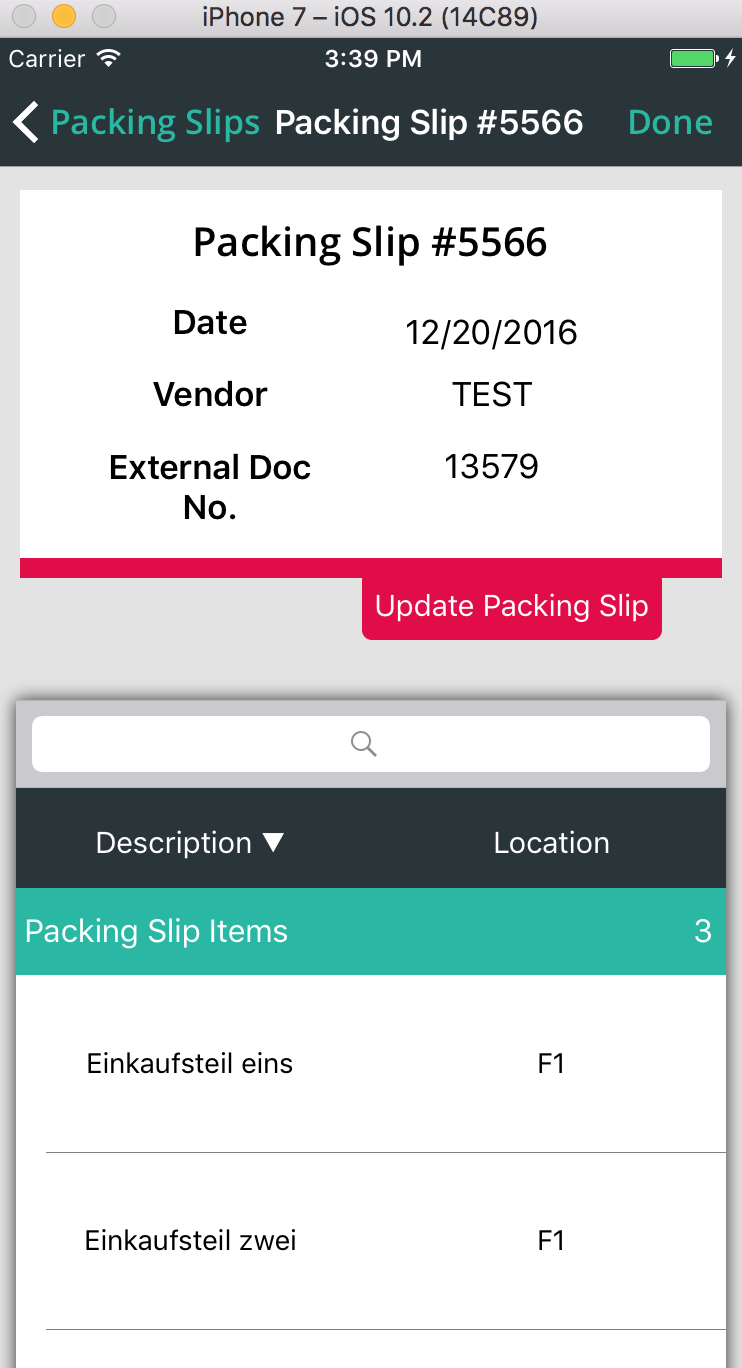 iPhone 7 – iOS 10.2 (14C89)
Carrier 3:39 PM
Packing Slips Packing Slip #5566 Done
Packing Slip #5566
Date 12/20/2016
Vendor TEST
External Doc 13579
No.
Update Packing Slip
Description ▼ Location
Packing Slip Items 3
Einkaufsteil eins F1
Einkaufsteil zwei F1